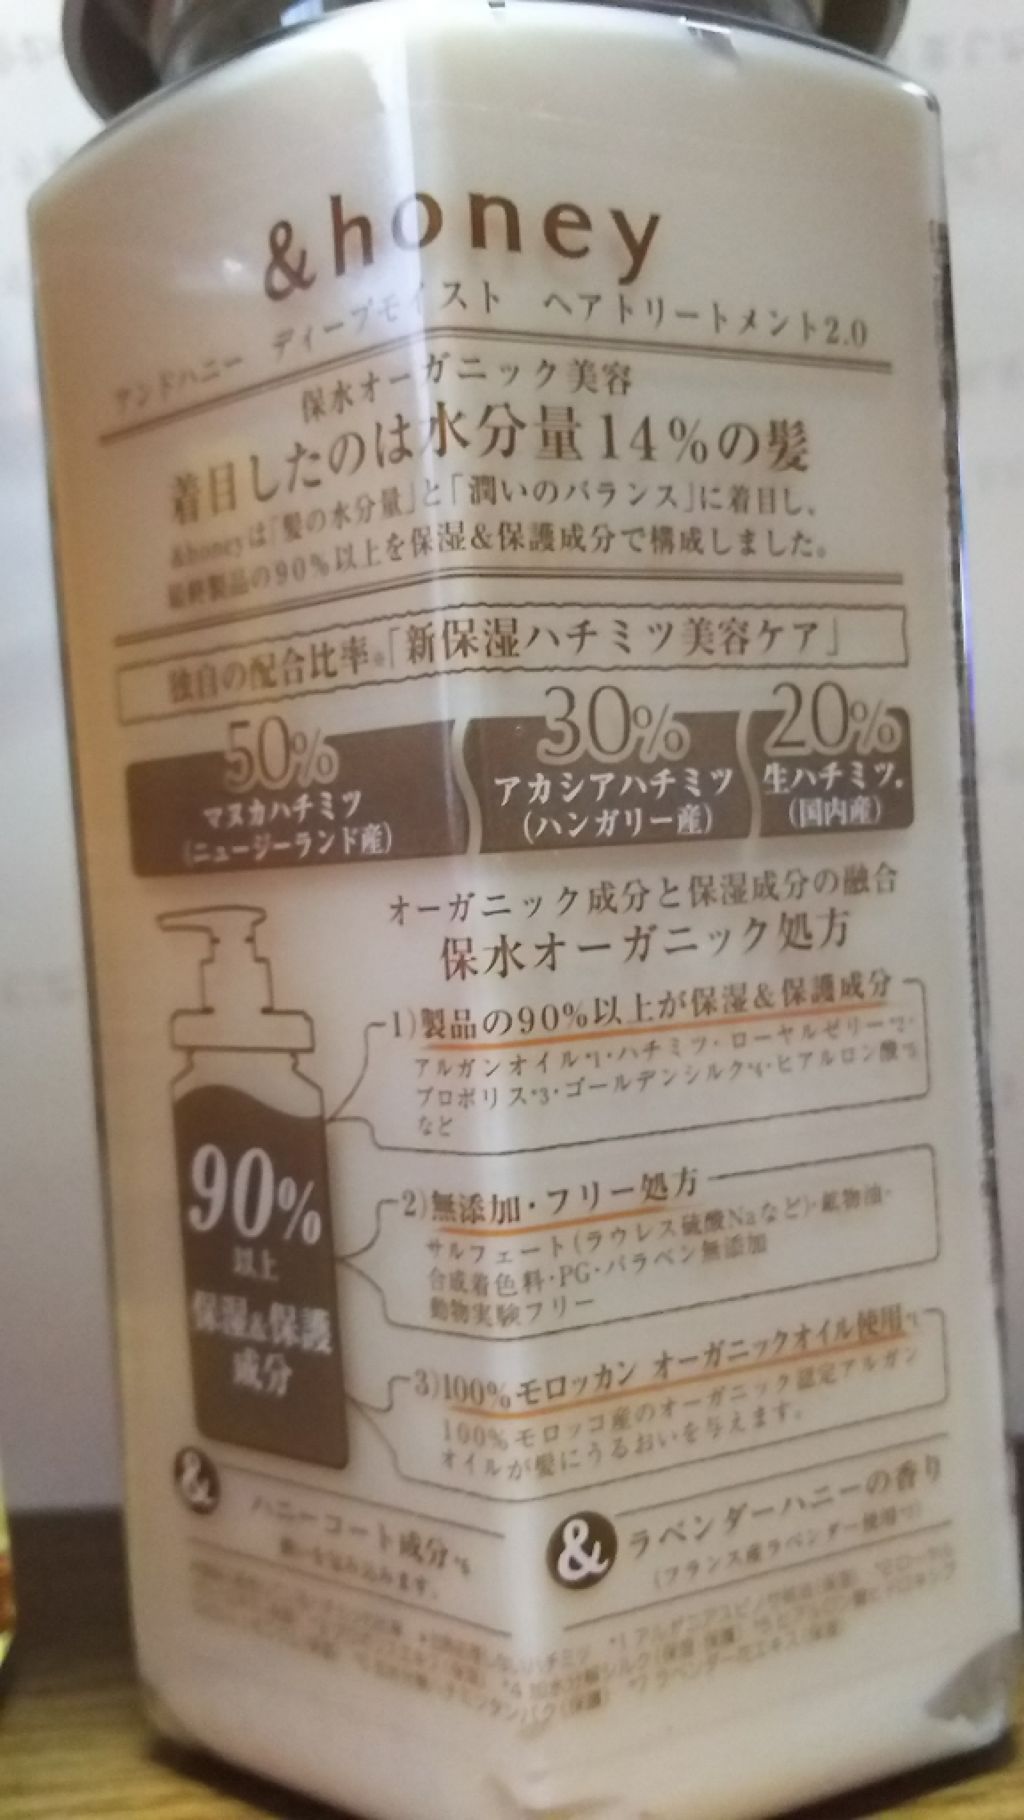 &honey
アンドハニー ディープモイスト ヘアトリートメント2.0
保水オーガニック美容
着目したのは水分量14%の髪
&honeyは「髪の水分量」と「潤いのバランス」に着目し、
最終製品の90%以上を保湿&保護成分で構成しました。
独自の配合比率※「新保湿ハチミツ美容ケア」
50% 30% 20%
マヌカハチミツ アカシアハチミツ 生ハチミツ
(ニュージーランド産) (ハンガリー産) (国内産)
オーガニック成分と保湿成分の融合
保水オーガニック処方
1)製品の90%以上が保湿&保護成分
アルガンオイル*1・ハチミツ・ローヤルゼリー*2・
プロポリス*3・ゴールデンシルク*4・ヒアルロン酸*5
など
90%
以上
保湿&保護
成分
2)無添加・フリー処方
サルフェート(ラウレス硫酸Naなど)・鉱物油・
合成着色料・PG・パラベン無添加
動物実験フリー
3)100%モロッカン オーガニックオイル使用*1
100%モロッコ産のオーガニック認定アルガン
オイルが髪にうるおいを与えます。
& ハニーコート成分*6
潤いを包み込みます。
& ラベンダーハニーの香り
(フランス産ラベンダー使用*7)